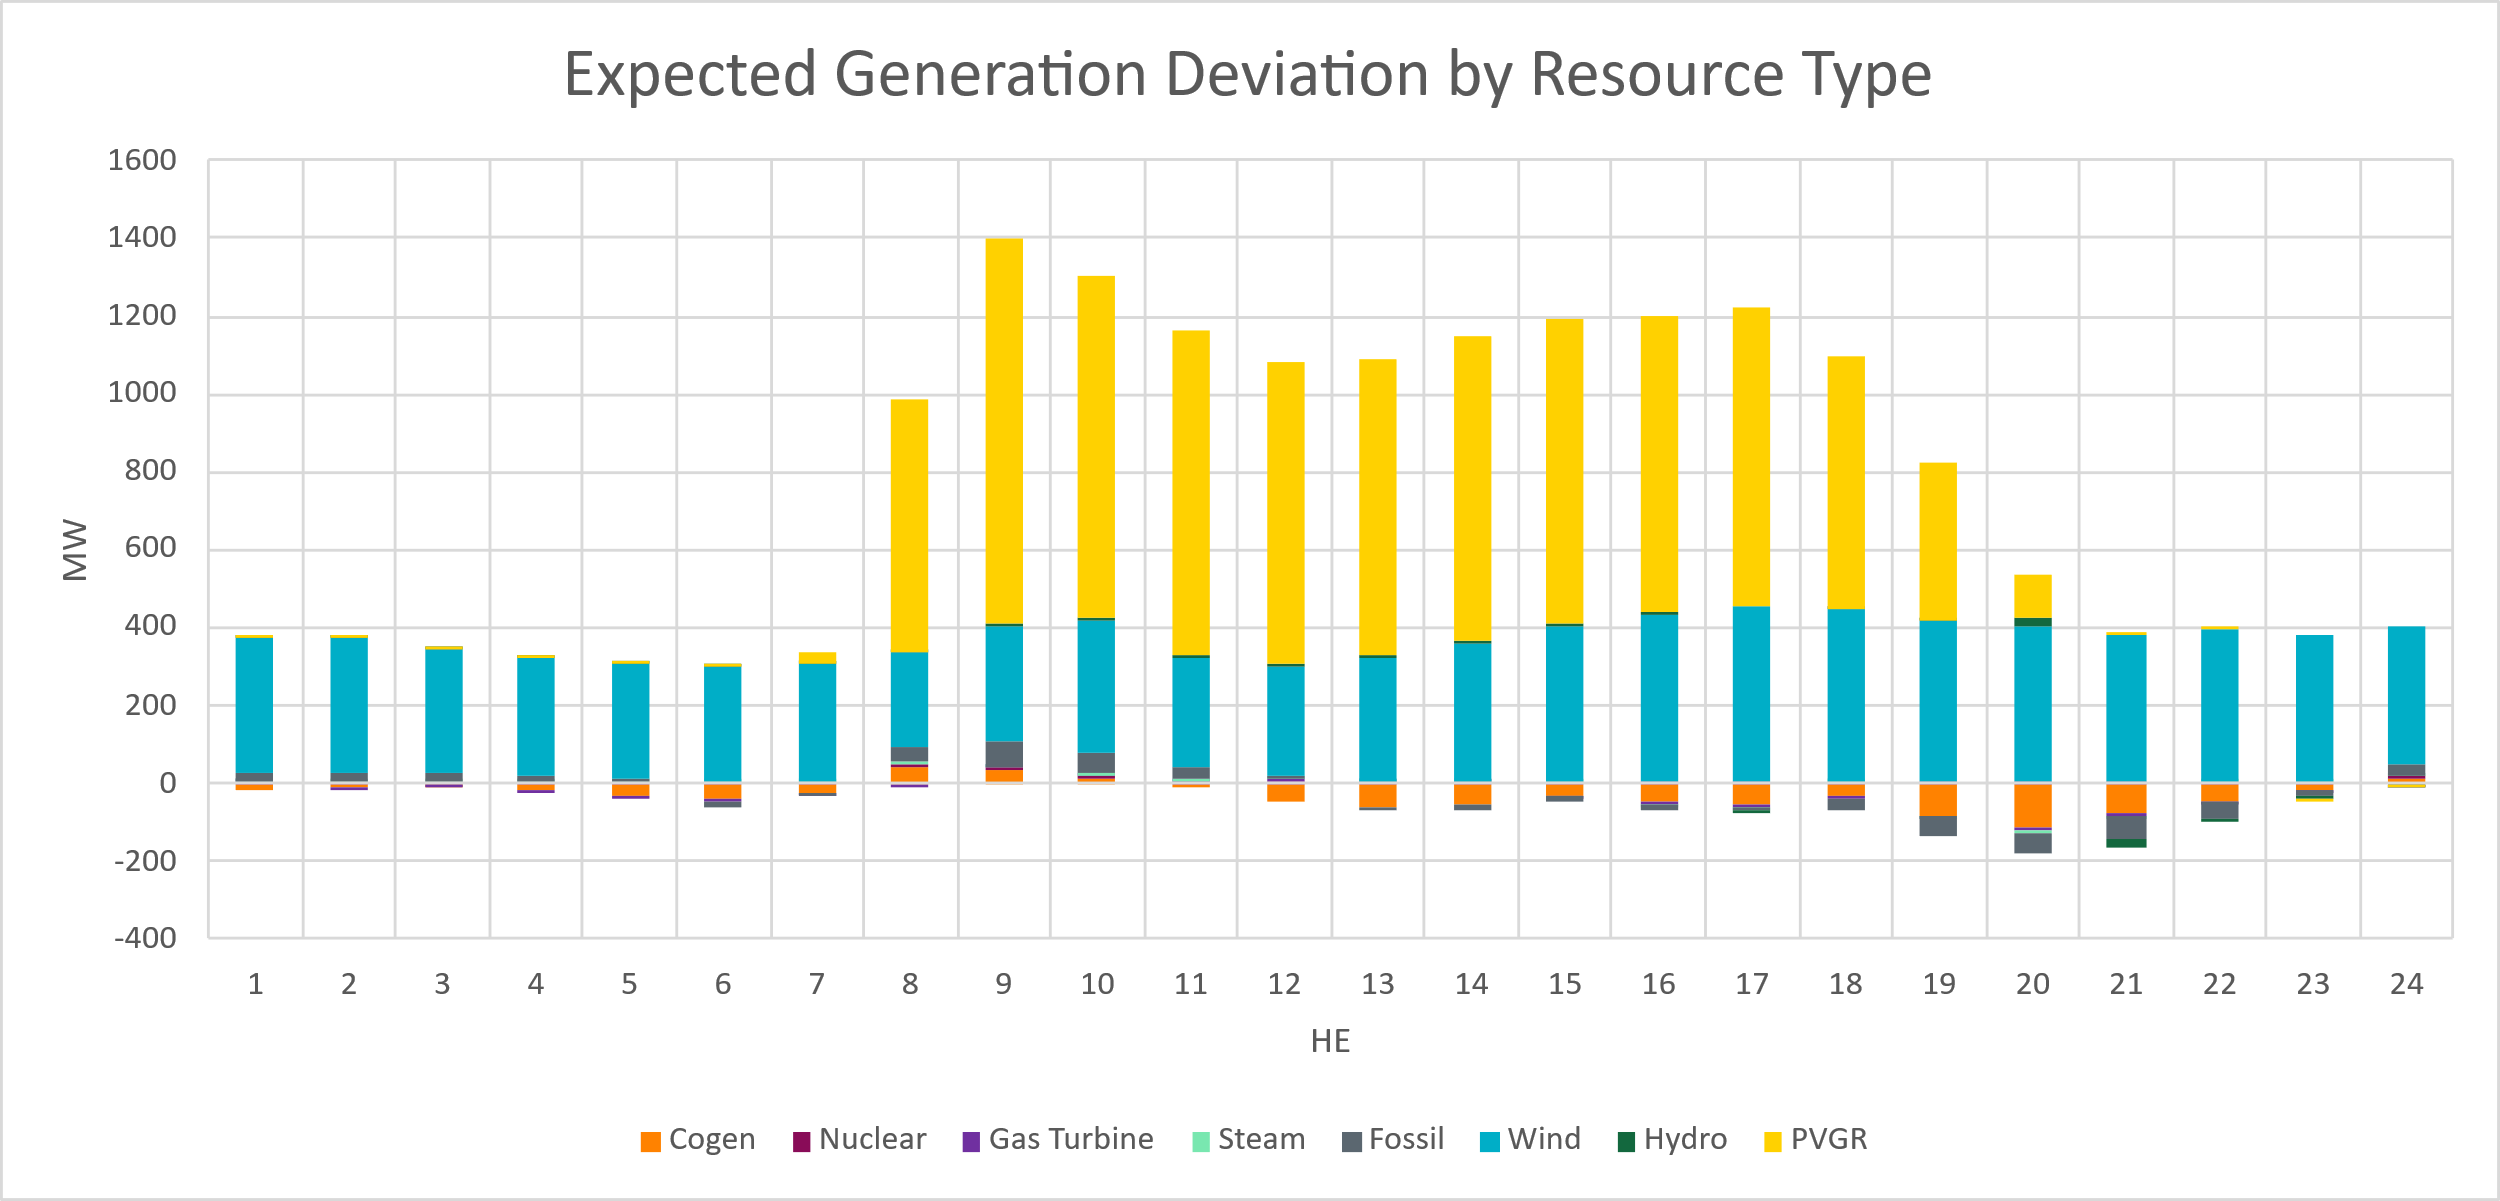 Expected Generation Deviation by Resource Type
1600
1400
1200
1000
800
600
400
200
0
-200
-400
MW
1 2 3 4 5 6 7 8 9 10 11 12 13 14 15 16 17 18 19 20 21 22 23 24
HE
Cogen Nuclear Gas Turbine Steam Fossil Wind Hydro PVGR